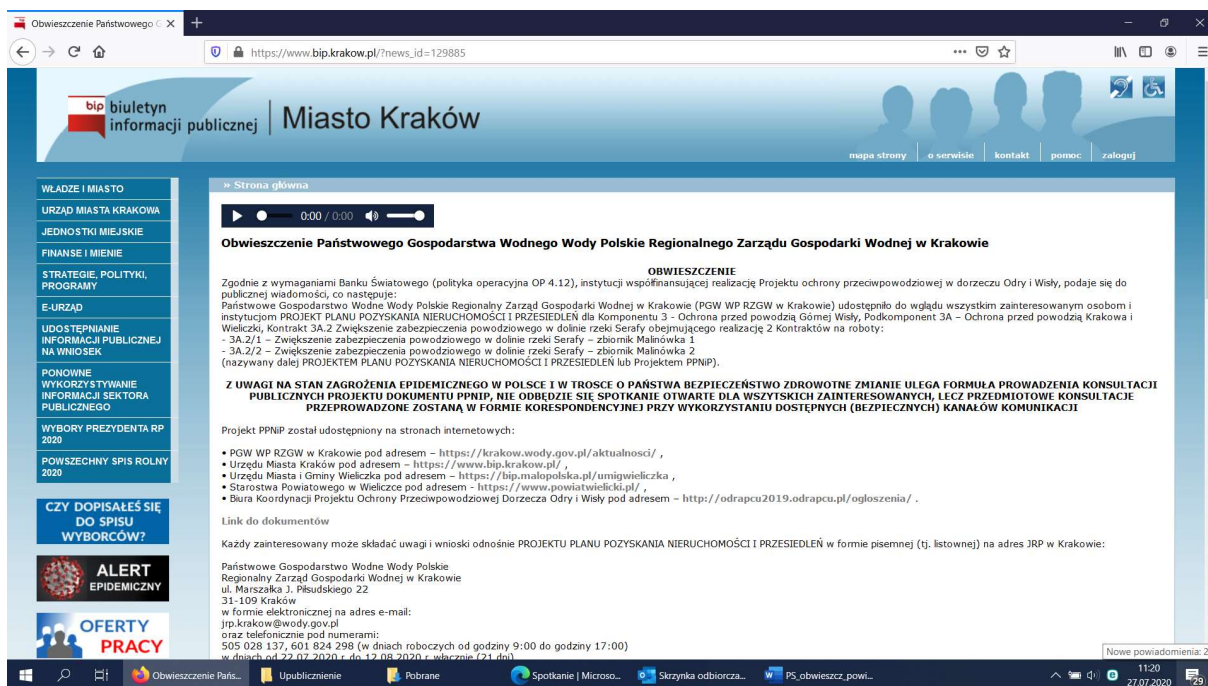 Obwieszczenie Państwowego G
https://www.bip.krakow.pl/?news_id=129885
bip biuletyn
informacji publicznej
Miasto Kraków
mapa strony
o serwisie
kontakt
pomoc
zaloguj
WŁADZE I MIASTO
URZĄD MIASTA KRAKOWA
JEDNOSTKI MIEJSKIE
FINANSE I MIENIE
STRATEGIE, POLITYKI,
PROGRAMY
E-URZĄD
UDOSTĘPNIANIE
INFORMACJI PUBLICZNEJ
NA WNIOSEK
PONOWNE
WYKORZYSTYWANIE
INFORMACJI SEKTORA
PUBLICZNEGO
WYBORY PREZYDENTA RP
2020
POWSZECHNY SPIS ROLNY
2020
CZY DOPISAŁEŚ SIĘ
DO SPISU
WYBORCÓW?
ALERT
EPIDEMICZNY
OFERTY
PRACY
» Strona główna
0:00 / 0:00
Obwieszczenie Państwowego Gospodarstwa Wodnego Wody Polskie Regionalnego Zarządu Gospodarki Wodnej w Krakowie
OBWIESZCZENIE
Zgodnie z wymaganiami Banku Światowego (polityka operacyjna OP 4.12), instytucji współfinansującej realizację Projektu ochrony przeciwpowodziowej w dorzeczu Odry i Wisły, podaje się do
publicznej wiadomości, co następuje:
Państwowe Gospodarstwo Wodne Wody Polskie Regionalny Zarząd Gospodarki Wodnej w Krakowie (PGW WP RZGW w Krakowie) udostępniło do wglądu wszystkim zainteresowanym osobom i
instytucjom PROJEKT PLANU POZYSKANIA NIERUCHOMOŚCI I PRZESIEDLEŃ dla Komponentu 3 - Ochrona przed powodzią Górnej Wisły, Podkomponent 3A – Ochrona przed powodzią Krakowa i
Wieliczki, Kontrakt 3A.2 Zwiększenie zabezpieczenia powodziowego w dolinie rzeki Serafy obejmującego realizację 2 Kontraktów na roboty:
- 3A.2/1 – Zwiększenie zabezpieczenia powodziowego w dolinie rzeki Serafy – zbiornik Malinówka 1
- 3A.2/2 – Zwiększenie zabezpieczenia powodziowego w dolinie rzeki Serafy – zbiornik Malinówka 2
(nazywany dalej PROJEKTEM PLANU POZYSKANIA NIERUCHOMOŚCI I PRZESIEDLEŃ lub Projektem PPNiP).
Z UWAGI NA STAN ZAGROŻENIA EPIDEMICZNEGO W POLSCE I W TROSCE O PAŃSTWA BEZPIECZEŃSTWO ZDROWOTNE ZMIANIE ULEGA FORMUŁA PROWADZENIA KONSULTACJI
PUBLICZNYCH PROJEKTU DOKUMENTU PPNIP, NIE ODBĘDZIE SIĘ SPOTKANIE OTWARTE DLA WSZYTSKICH ZAINTERESOWANYCH, LECZ PRZEDMIOTOWE KONSULTACJE
PRZEPROWADZONE ZOSTANĄ W FORMIE KORESPONDENCYJNEJ PRZY WYKORZYSTANIU DOSTĘPNYCH (BEZPIECZNYCH) KANAŁÓW KOMUNIKACJI
Projekt PPNiP został udostępniony na stronach internetowych:
• PGW WP RZGW w Krakowie pod adresem – https://krakow.wody.gov.pl/aktualnosci/ ,
• Urzędu Miasta Kraków pod adresem – https://www.bip.krakow.pl/ ,
• Urzędu Miasta i Gminy Wieliczka pod adresem – https://bip.malopolska.pl/umigwieliczka ,
• Starostwa Powiatowego w Wieliczce pod adresem - https://www.powiatwielicki.pl/ ,
• Biura Koordynacji Projektu Ochrony Przeciwpowodziowej Dorzecza Odry i Wisły pod adresem – http://odrapcu2019.odrapcu.pl/ogloszenia/ .
Link do dokumentów
Każdy zainteresowany może składać uwagi i wnioski odnośnie PROJEKTU PLANU POZYSKANIA NIERUCHOMOŚCI I PRZESIEDLEŃ w formie pisemnej (tj. listownej) na adres JRP w Krakowie:
Państwowe Gospodarstwo Wodne Wody Polskie
Regionalny Zarząd Gospodarki Wodnej w Krakowie
ul. Marszałka J. Piłsudskiego 22
31-109 Kraków
w formie elektronicznej na adres e-mail:
jrp.krakow@wody.gov.pl
oraz telefonicznie pod numerami:
505 028 137, 601 824 298 (w dniach roboczych od godziny 9:00 do godziny 17:00)
w dniach od 22.07.2020 r. do 12.08.2020 r. włącznie (21 dni)
Nowe powiadomienia: 2
Obwieszczenie Pańs...
Upublicznienie
Pobrane
Spotkanie | Microso...
Skrzynka odbiorcza...
PS_obwieszcz_powi...
11:20
27.07.2020
29